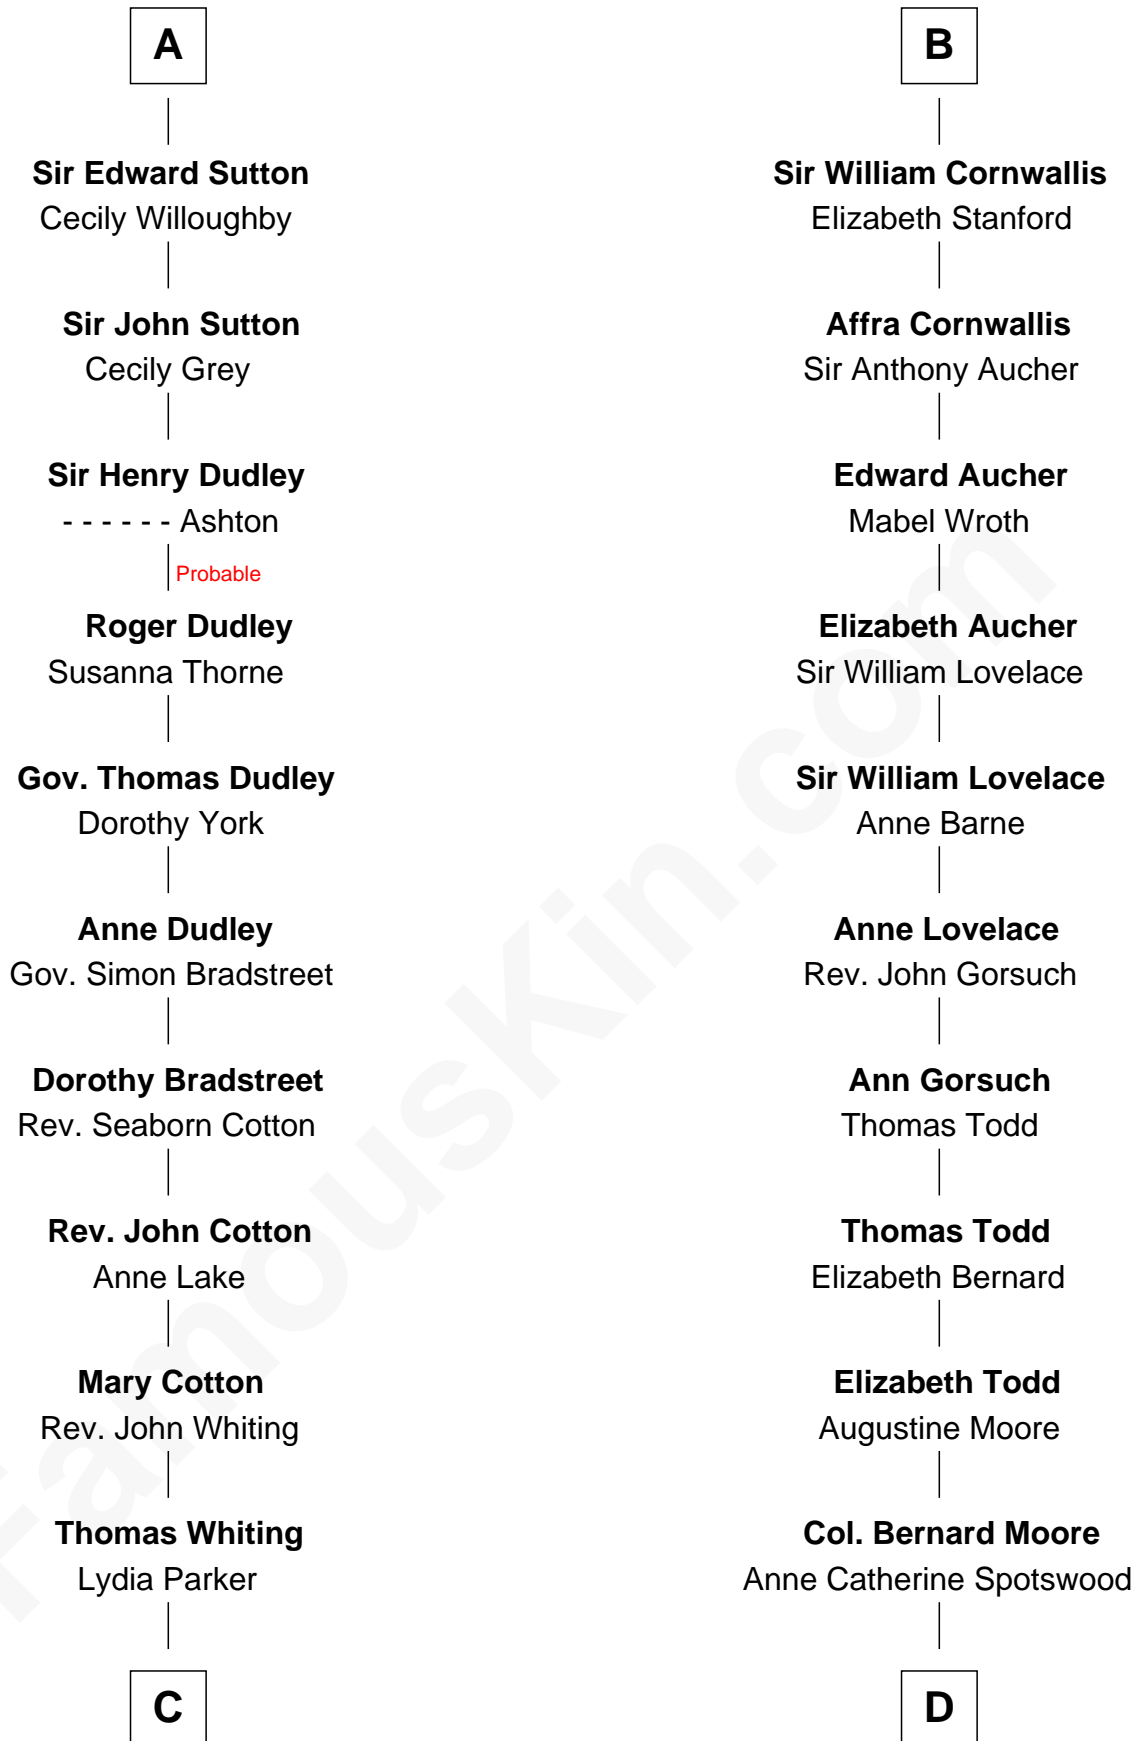 A
Sir Edward Sutton
Cecily Willoughby
Sir John Sutton
Cecily Grey
Sir Henry Dudley
- - - - - - Ashton
Probable
Roger Dudley
Susanna Thorne
Gov. Thomas Dudley
Dorothy York
Anne Dudley
Gov. Simon Bradstreet
Dorothy Bradstreet
Rev. Seaborn Cotton
Rev. John Cotton
Anne Lake
Mary Cotton
Rev. John Whiting
Thomas Whiting
Lydia Parker
C
B
Sir William Cornwallis
Elizabeth Stanford
Affra Cornwallis
Sir Anthony Aucher
Edward Aucher
Mabel Wroth
Elizabeth Aucher
Sir William Lovelace
Sir William Lovelace
Anne Barne
Anne Lovelace
Rev. John Gorsuch
Ann Gorsuch
Thomas Todd
Thomas Todd
Elizabeth Bernard
Elizabeth Todd
Augustine Moore
Col. Bernard Moore
Anne Catherine Spotswood
D
FamousKin.com